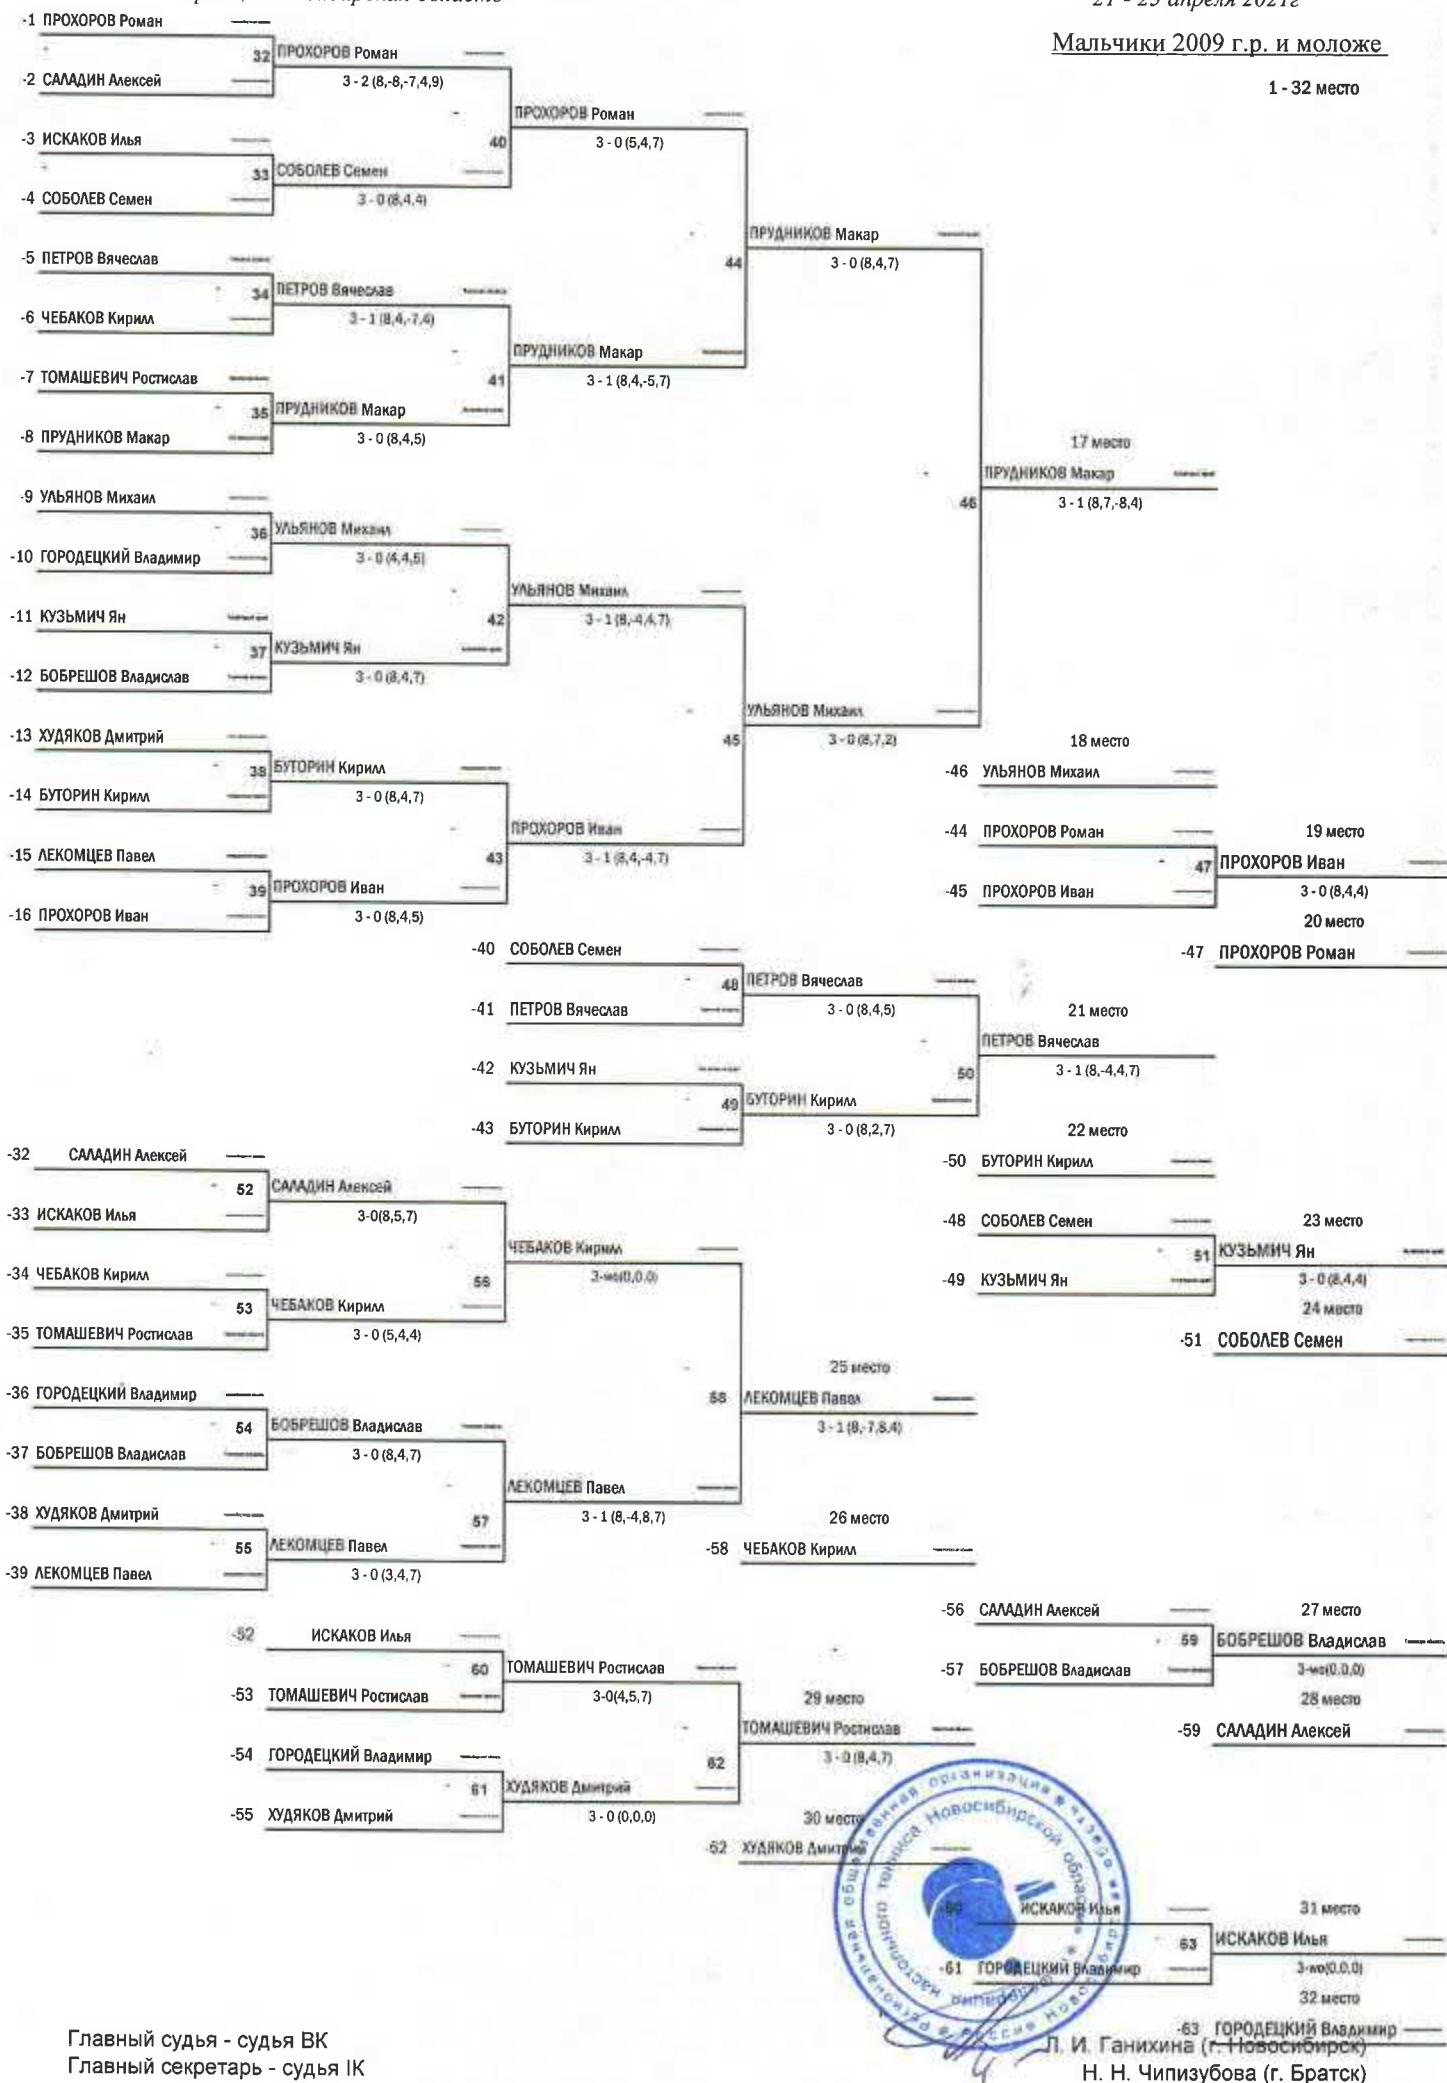 21 - 25 апреля 2021г
Мальчики 2009 г.р. и моложе
1 - 32 место
-1 ПРОХОРОВ Роман
32 ПРОХОРОВ Роман
-2 САЛАДИН Алексей
3 - 2 (8,-8,-7,4,9)
ПРОХОРОВ Роман
-3 ИСКАКОВ Илья
40
3 - 0 (5,4,7)
33 СОБОЛЕВ Семен
-4 СОБОЛЕВ Семен
3 - 0 (8,4,4)
ПРУДНИКОВ Макар
-5 ПЕТРОВ Вячеслав
44
3 - 0 (8,4,7)
34 ПЕТРОВ Вячеслав
-6 ЧЕБАКОВ Кирилл
3 - 1 (8,4,-7,4)
ПРУДНИКОВ Макар
-7 ТОМАШЕВИЧ Ростислав
41
3 - 1 (8,4,-5,7)
35 ПРУДНИКОВ Макар
-8 ПРУДНИКОВ Макар
3 - 0 (8,4,5)
17 место
ПРУДНИКОВ Макар
-9 УЛЬЯНОВ Михаил
46
3 - 1 (8,7,-8,4)
36 УЛЬЯНОВ Михаил
-10 ГОРОДЕЦКИЙ Владимир
3 - 0 (4,4,5)
УЛЬЯНОВ Михаил
-11 КУЗЬМИЧ Ян
42
3 - 1 (8,-4,4,7)
37 КУЗЬМИЧ Ян
-12 БОБРЕШОВ Владислав
3 - 0 (8,4,7)
УЛЬЯНОВ Михаил
-13 ХУДЯКОВ Дмитрий
45
3 - 0 (8,7,2)
18 место
38 БУТОРИН Кирилл
-46 УЛЬЯНОВ Михаил
-14 БУТОРИН Кирилл
3 - 0 (8,4,7)
ПРОХОРОВ Иван
-44 ПРОХОРОВ Роман
19 место
-15 ЛЕКОМЦЕВ Павел
43
3 - 1 (8,4,-4,7)
47 ПРОХОРОВ Иван
39 ПРОХОРОВ Иван
-45 ПРОХОРОВ Иван
3 - 0 (8,4,4)
-16 ПРОХОРОВ Иван
3 - 0 (8,4,5)
20 место
-40 СОБОЛЕВ Семен
-47 ПРОХОРОВ Роман
48 ПЕТРОВ Вячеслав
-41 ПЕТРОВ Вячеслав
3 - 0 (8,4,5)
21 место
ПЕТРОВ Вячеслав
-42 КУЗЬМИЧ Ян
50
3 - 1 (8,-4,4,7)
49 БУТОРИН Кирилл
-43 БУТОРИН Кирилл
3 - 0 (8,2,7)
22 место
-32 САЛАДИН Алексей
-50 БУТОРИН Кирилл
52 САЛАДИН Алексей
-33 ИСКАКОВ Илья
3-0(8,5,7)
-48 СОБОЛЕВ Семен
23 место
ЧЕБАКОВ Кирилл
51 КУЗЬМИЧ Ян
-34 ЧЕБАКОВ Кирилл
56
3-wo(0,0,0)
-49 КУЗЬМИЧ Ян
3 - 0 (8,4,4)
53 ЧЕБАКОВ Кирилл
24 место
-35 ТОМАШЕВИЧ Ростислав
3 - 0 (5,4,4)
-51 СОБОЛЕВ Семен
25 место
-36 ГОРОДЕЦКИЙ Владимир
58 ЛЕКОМЦЕВ Павел
54 БОБРЕШОВ Владислав
3 - 1 (8,-7,8,4)
-37 БОБРЕШОВ Владислав
3 - 0 (8,4,7)
ЛЕКОМЦЕВ Павел
-38 ХУДЯКОВ Дмитрий
57
3 - 1 (8,-4,8,7)
26 место
55 ЛЕКОМЦЕВ Павел
-58 ЧЕБАКОВ Кирилл
-39 ЛЕКОМЦЕВ Павел
3 - 0 (3,4,7)
-56 САЛАДИН Алексей
27 место
-52 ИСКАКОВ Илья
59 БОБРЕШОВ Владислав
60 ТОМАШЕВИЧ Ростислав
-57 БОБРЕШОВ Владислав
3-wo(0,0,0)
-53 ТОМАШЕВИЧ Ростислав
3-0(4,5,7)
29 место
28 место
ТОМАШЕВИЧ Ростислав
-59 САЛАДИН Алексей
-54 ГОРОДЕЦКИЙ Владимир
62
3 - 0 (8,4,7)
61 ХУДЯКОВ Дмитрий
-55 ХУДЯКОВ Дмитрий
3 - 0 (0,0,0)
30 место
-62 ХУДЯКОВ Дмитрий
-60 ИСКАКОВ Илья
31 место
63 ИСКАКОВ Илья
-61 ГОРОДЕЦКИЙ Владимир
3-wo(0,0,0)
32 место
-63 ГОРОДЕЦКИЙ Владимир
Главный судья - судья ВК
Л. И. Ганихина (г. Новосибирск)
Главный секретарь - судья IК
Н. Н. Чипизубова (г. Братск)